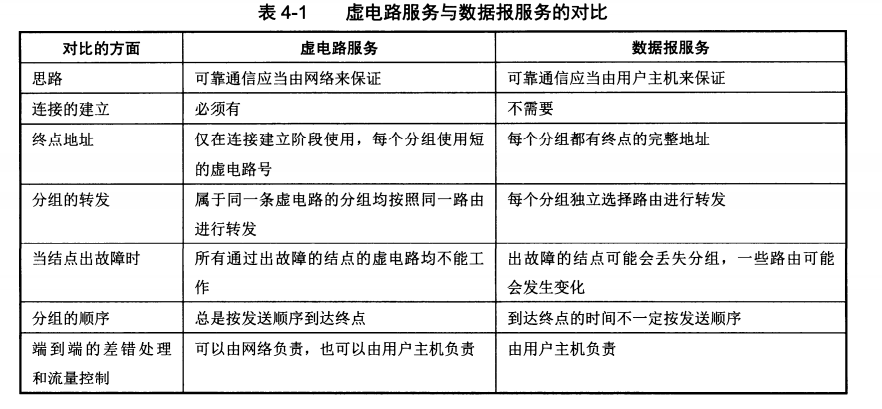 表 4-1 虚电路服务与数据报服务的对比
对比的方面 虚电路服务 数据报服务
思路 可靠通信应当由网络来保证 可靠通信应当由用户主机来保证
连接的建立 必须有 不需要
终点地址 仅在连接建立阶段使用，每个分组使用短 每个分组都有终点的完整地址
的虚电路号
分组的转发 属于同一条虚电路的分组均按照同一路由 每个分组独立选择路由进行转发
进行转发
当结点出故障时 所有通过出故障的结点的虚电路均不能工 出故障的结点可能会丢失分组，一些路由可能
作 会发生变化
分组的顺序 总是按发送顺序到达终点 到达终点的时间不一定按发送顺序
端到端的差错处理 可以由网络负责，也可以由用户主机负责 由用户主机负责
和流量控制